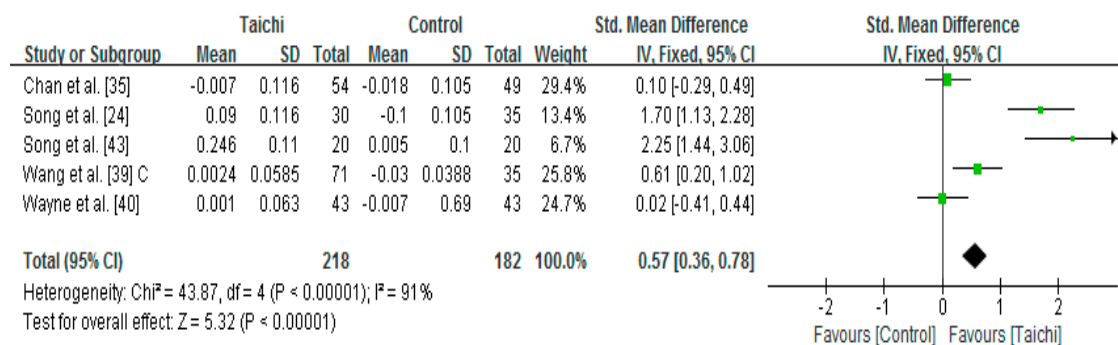 Taichi Control Std. Mean Difference Std. Mean Difference
Study or Subgroup Mean SD Total Mean SD Total Weight IV, Fixed, 95% CI IV, Fixed, 95% CI
Chan et al. [35] -0.007 0.116 54 -0.018 0.105 49 29.4% 0.10 [-0.29, 0.49]
Song et al. [24] 0.09 0.116 30 -0.1 0.105 35 13.4% 1.70 [1.13, 2.28]
Song et al. [43] 0.246 0.11 20 0.005 0.1 20 6.7% 2.25 [1.44, 3.06]
Wang et al. [39] C 0.0024 0.0585 71 -0.03 0.0388 35 25.8% 0.61 [0.20, 1.02]
Wayne et al. [40] 0.001 0.063 43 -0.007 0.69 43 24.7% 0.02 [-0.41, 0.44]
Total (95% CI) 218 182 100.0% 0.57 [0.36, 0.78]
Heterogeneity: Chi² = 43.87, df = 4 (P < 0.00001); I² = 91%
Test for overall effect: Z = 5.32 (P < 0.00001)
-2 -1 0 1 2
Favours [Control] Favours [Taichi]